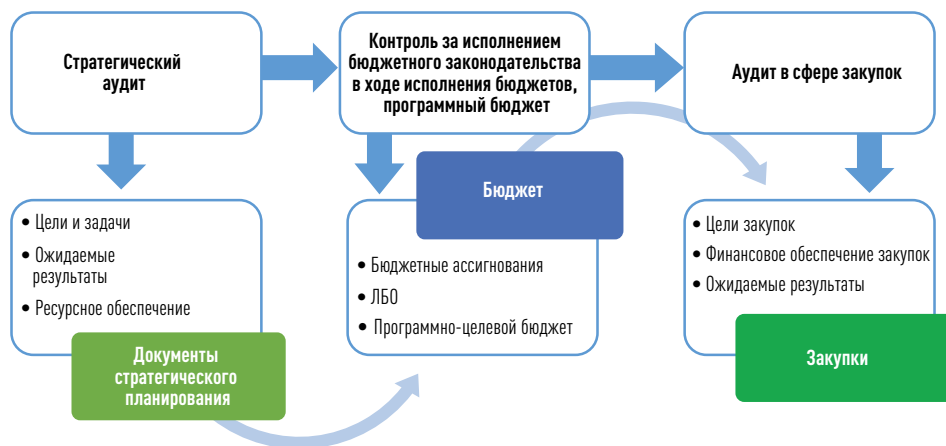 Стратегический
аудит
Контроль за исполнением
бюджетного законодательства
в ходе исполнения бюджетов,
программный бюджет
Аудит в сфере закупок
• Цели и задачи
• Ожидаемые
результаты
• Ресурсное обеспечение
Документы
стратегического
планирования
Бюджет
• Бюджетные ассигнования
• ЛБО
• Программно-целевой бюджет
• Цели закупок
• Финансовое обеспечение закупок
• Ожидаемые результаты
Закупки